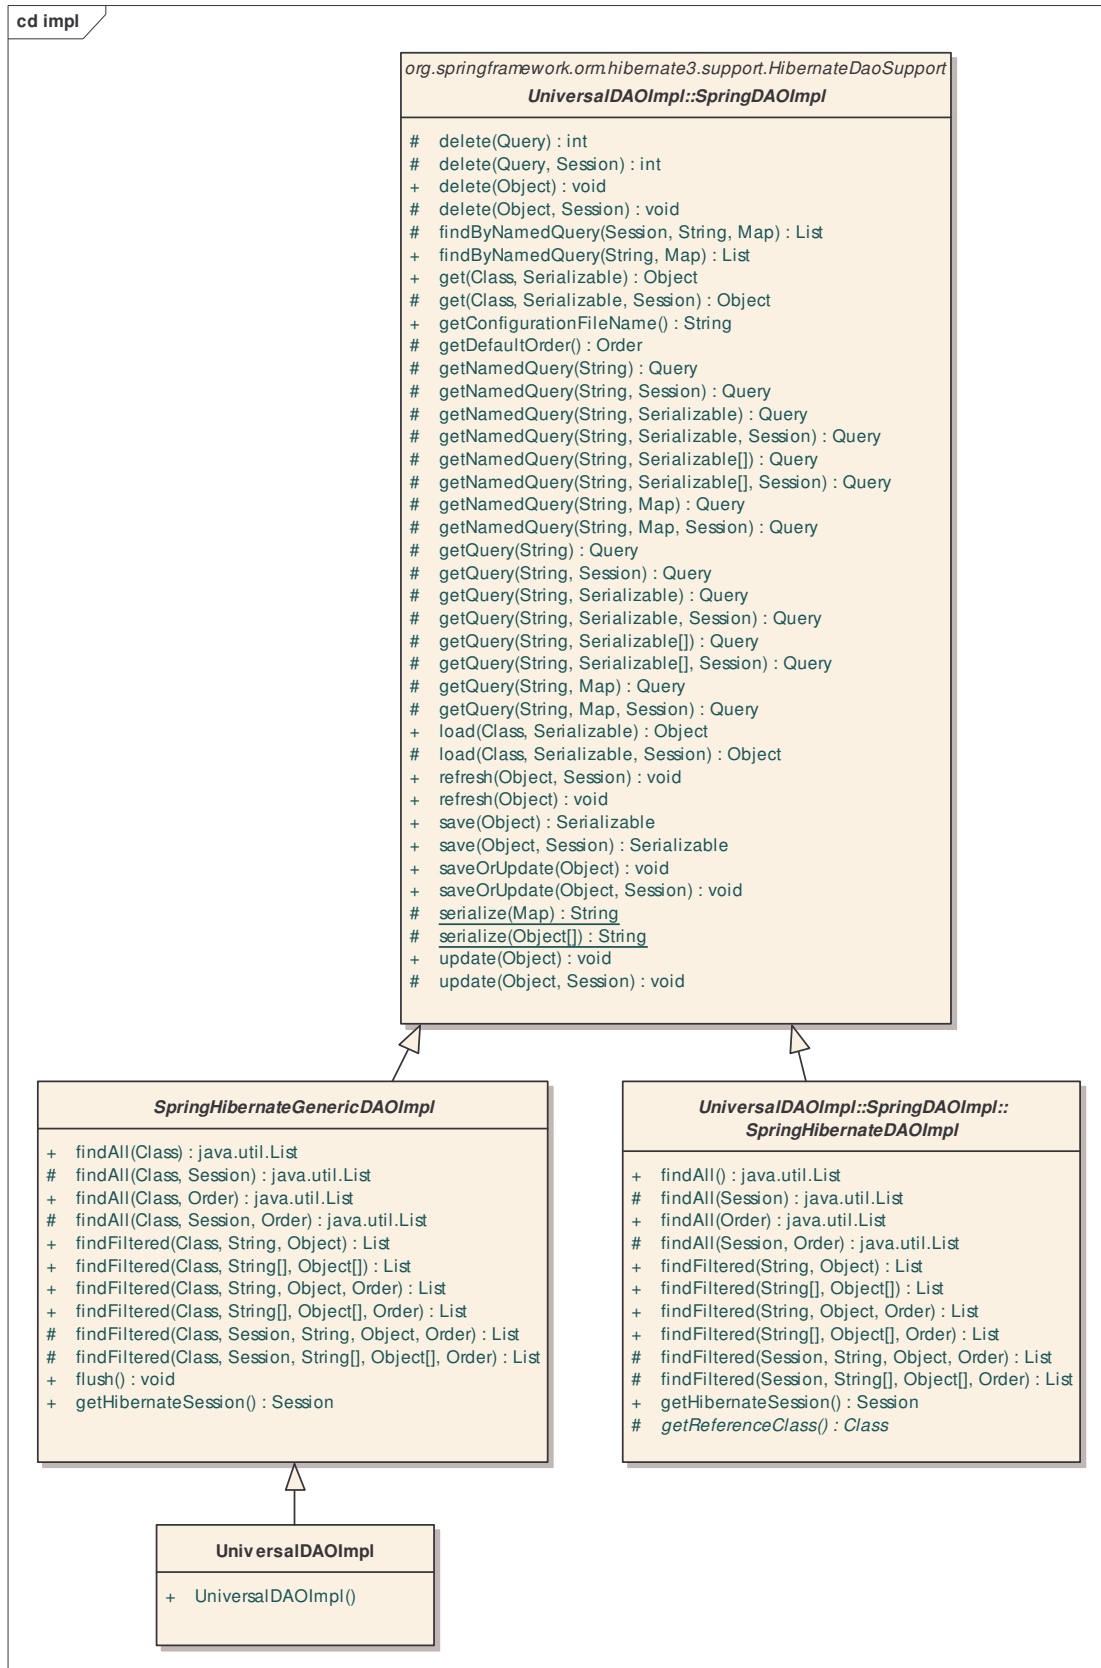 cd impl
org.springframework.orm.hibernate3.support.HibernateDaoSupport
UniversalDAOImpl::SpringDAOImpl
# delete(Query) : int
# delete(Query, Session) : int
+ delete(Object) : void
# delete(Object, Session) : void
# findByNamedQuery(Session, String, Map) : List
+ findByNamedQuery(String, Map) : List
+ get(Class, Serializable) : Object
# get(Class, Serializable, Session) : Object
+ getConfigurationFileName() : String
# getDefaultOrder() : Order
# getNamedQuery(String) : Query
# getNamedQuery(String, Session) : Query
# getNamedQuery(String, Serializable) : Query
# getNamedQuery(String, Serializable, Session) : Query
# getNamedQuery(String, Serializable[]) : Query
# getNamedQuery(String, Serializable[], Session) : Query
# getNamedQuery(String, Map) : Query
# getNamedQuery(String, Map, Session) : Query
# getQuery(String) : Query
# getQuery(String, Session) : Query
# getQuery(String, Serializable) : Query
# getQuery(String, Serializable, Session) : Query
# getQuery(String, Serializable[]) : Query
# getQuery(String, Serializable[], Session) : Query
# getQuery(String, Map) : Query
# getQuery(String, Map, Session) : Query
+ load(Class, Serializable) : Object
# load(Class, Serializable, Session) : Object
+ refresh(Object, Session) : void
+ refresh(Object) : void
+ save(Object) : Serializable
+ save(Object, Session) : Serializable
+ saveOrUpdate(Object) : void
+ saveOrUpdate(Object, Session) : void
# serialize(Map) : String
# serialize(Object[]) : String
+ update(Object) : void
# update(Object, Session) : void
SpringHibernateGenericDAOImpl
+ findAll(Class) : java.util.List
# findAll(Class, Session) : java.util.List
+ findAll(Class, Order) : java.util.List
# findAll(Class, Session, Order) : java.util.List
+ findFiltered(Class, String, Object) : List
+ findFiltered(Class, String[], Object[]) : List
+ findFiltered(Class, String, Object, Order) : List
+ findFiltered(Class, String[], Object[], Order) : List
# findFiltered(Class, Session, String, Object, Order) : List
# findFiltered(Class, Session, String[], Object[], Order) : List
+ flush() : void
+ getHibernateSession() : Session
UniversalDAOImpl::SpringDAOImpl::
SpringHibernateDAOImpl
+ findAll() : java.util.List
# findAll(Session) : java.util.List
+ findAll(Order) : java.util.List
# findAll(Session, Order) : java.util.List
+ findFiltered(String, Object) : List
+ findFiltered(String[], Object[]) : List
+ findFiltered(String, Object, Order) : List
+ findFiltered(String[], Object[], Order) : List
# findFiltered(Session, String, Object, Order) : List
# findFiltered(Session, String[], Object[], Order) : List
+ getHibernateSession() : Session
# getReferenceClass() : Class
UniversalDAOImpl
+ UniversalDAOImpl()